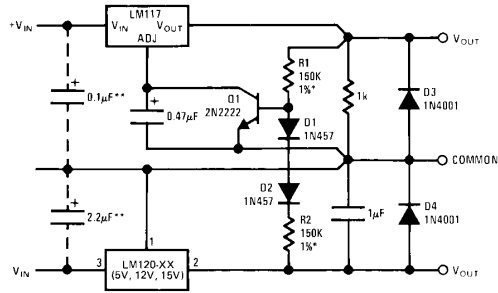 LM117
+VIN
VIN VOUT
ADJ
VOUT
R1
150K
1%*
0.1µF**
0.47µF
Q1
2N2222
D1
1N457
1k
D3
1N4001
COMMON
D2
1N457
2.2µF**
1µF
D4
1N4001
R2
150K
1%*
1
VIN
3
LM120-XX
(5V, 12V, 15V)
2
VOUT